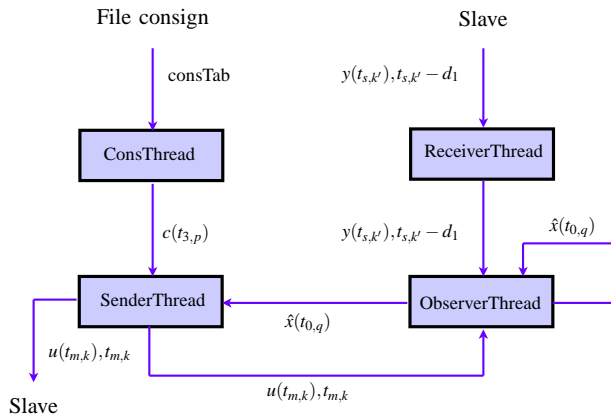 File consign
Slave
consTab
y(t_{s,k'}), t_{s,k'} − d_1
ConsThread
ReceiverThread
c(t_{3,p})
y(t_{s,k'}), t_{s,k'} − d_1
x̂(t_{0,q})
SenderThread
ObserverThread
x̂(t_{0,q})
u(t_{m,k}), t_{m,k}
u(t_{m,k}), t_{m,k}
Slave